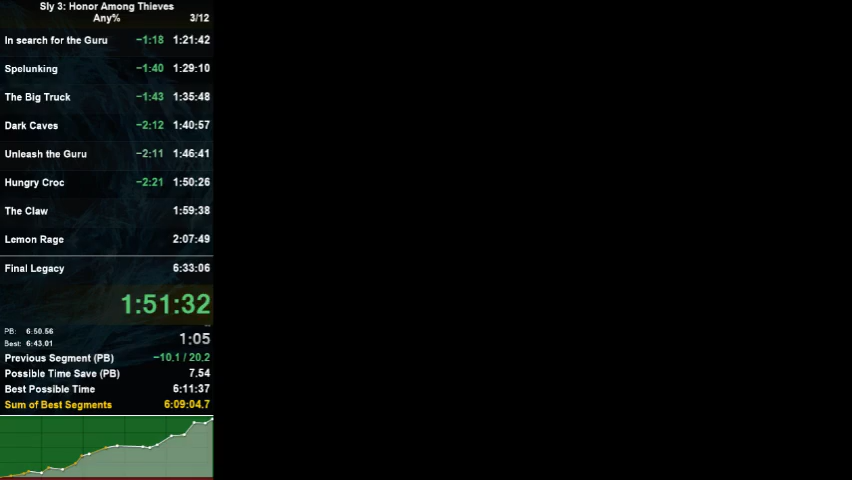 Sly 3: Honor Among Thieves
Any% 3/12
In search for the Guru −1:18 1:21:42
Spelunking −1:40 1:29:10
The Big Truck −1:43 1:35:48
Dark Caves −2:12 1:40:57
Unleash the Guru −2:11 1:46:41
Hungry Croc −2:21 1:50:26
The Claw 1:59:38
Lemon Rage 2:07:49
Final Legacy 6:33:06
1:51:32
PB: 6:50.56
Best: 6:43.01
1:05
Previous Segment (PB) −10.1 / 20.2
Possible Time Save (PB) 7.54
Best Possible Time 6:11:37
Sum of Best Segments 6:09:04.7